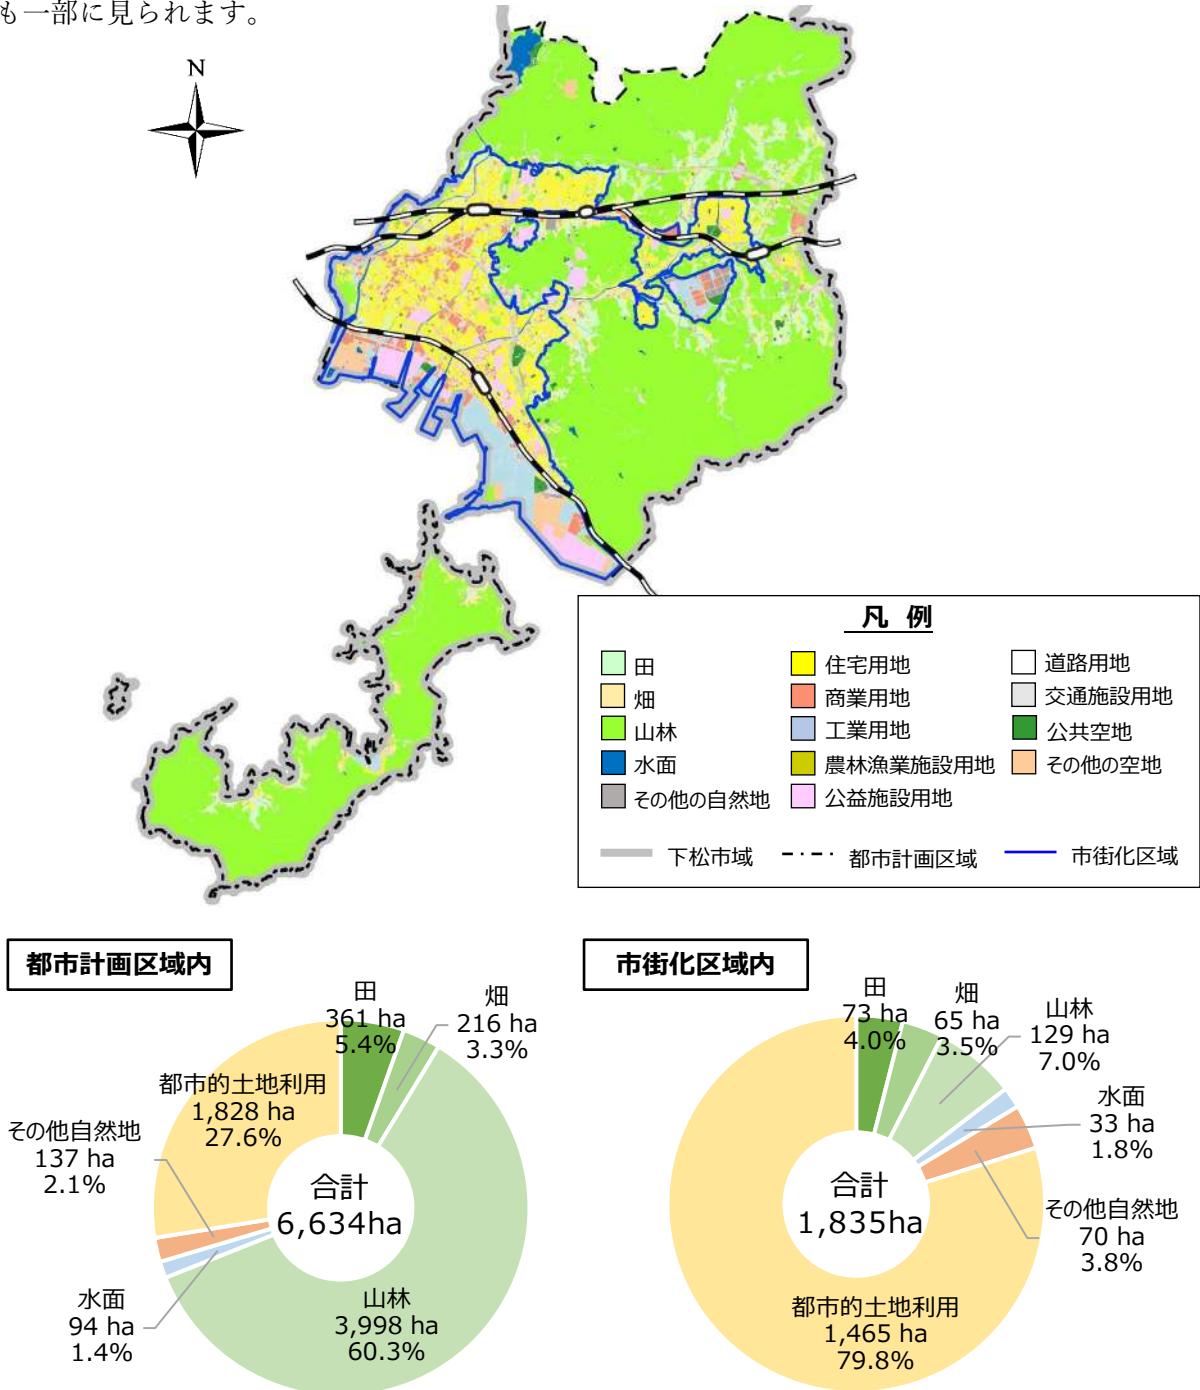 も一部に見られます。
N
凡 例
田
畑
山林
水面
その他の自然地
住宅用地
商業用地
工業用地
農林漁業施設用地
公益施設用地
道路用地
交通施設用地
公共空地
その他の空地
下松市域
都市計画区域
市街化区域
都市計画区域内
田
361 ha
5.4%
畑
216 ha
3.3%
都市的土地利用
1,828 ha
27.6%
その他自然地
137 ha
2.1%
合計
6,634ha
水面
94 ha
1.4%
山林
3,998 ha
60.3%
市街化区域内
田
73 ha
4.0%
畑
65 ha
3.5%
山林
129 ha
7.0%
水面
33 ha
1.8%
合計
1,835ha
その他自然地
70 ha
3.8%
都市的土地利用
1,465 ha
79.8%